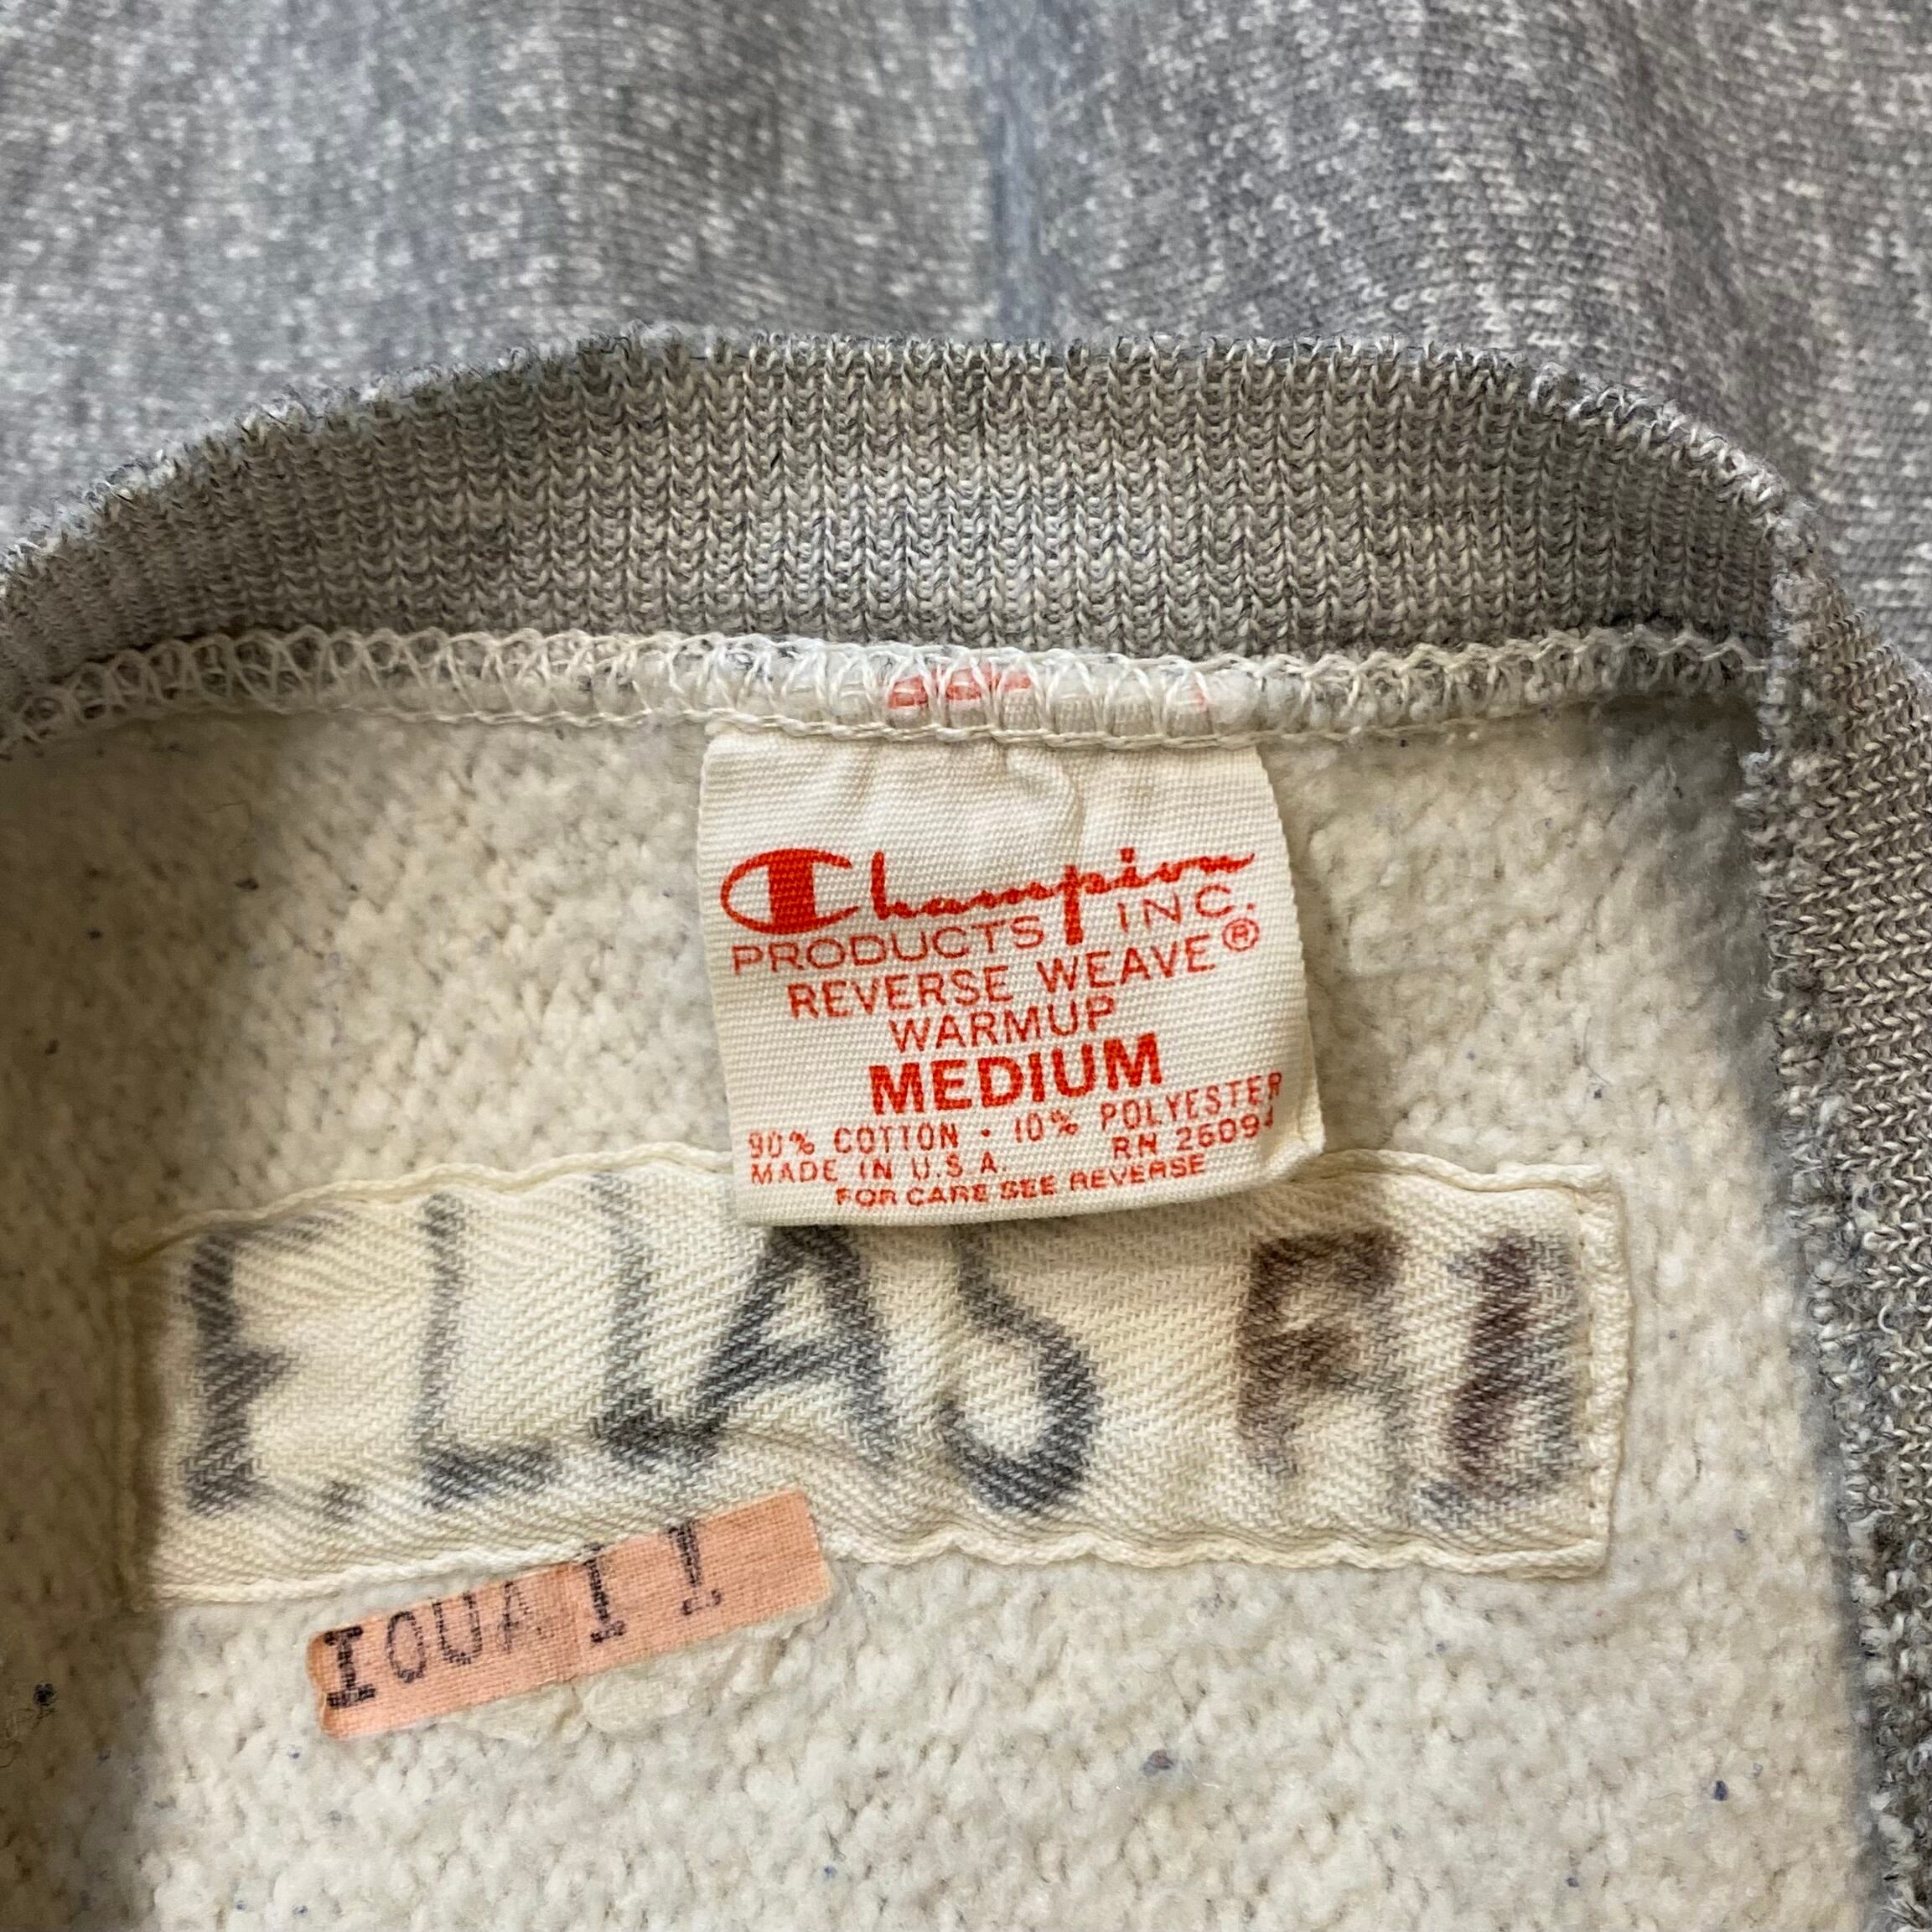 Champion
PRODUCTS INC.
REVERSE WEAVE®
WARMUP
MEDIUM
90% COTTON • 10% POLYESTER
MADE IN U.S.A. RN 26094
FOR CARE SEE REVERSE
IOUA I I